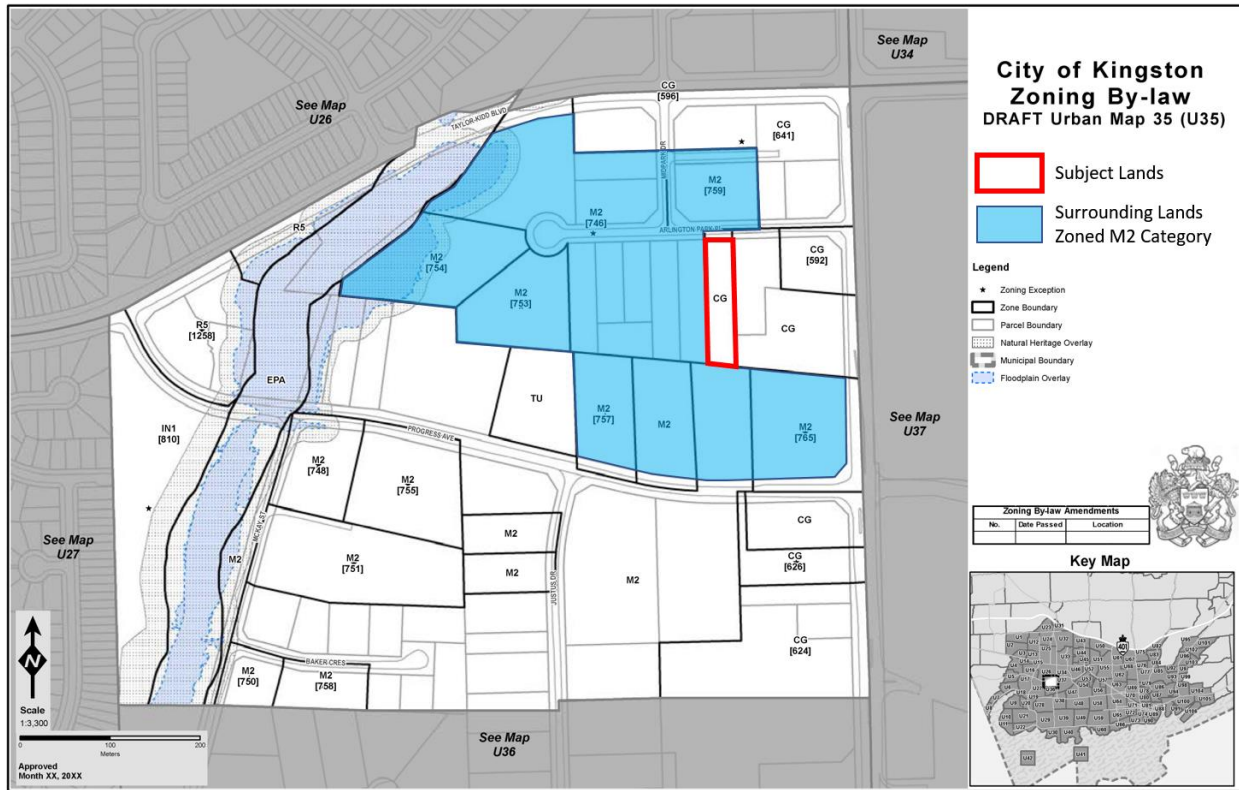 See Map
U34
See Map
U26
CG
[596]
TAYLOR-KIDD BLVD
CG
[641]
MIDPARK DR
M2
[759]
M2
[746]
ARLINGTON PARK PL
R5
M2
[754]
M2
[753]
CG
CG
[592]
CG
R5
[1258]
EPA
TU
M2
[757]
M2
M2
[765]
See Map
U37
IN1
[810]
PROGRESS AVE
M2
[748]
M2
[755]
MCKAY ST
See Map
U27
M2
M2
[751]
M2
M2
JUSTUS DR
M2
CG
CG
[626]
CG
[624]
BAKER CRES
M2
[750]
M2
[758]
See Map
U36
N
Scale
1:3,300
0 100 200
Meters
Approved
Month XX, 20XX
City of Kingston
Zoning By-law
DRAFT Urban Map 35 (U35)
Subject Lands
Surrounding Lands
Zoned M2 Category
Legend
Zoning Exception
Zone Boundary
Parcel Boundary
Natural Heritage Overlay
Municipal Boundary
Floodplain Overlay
Zoning By-law Amendments
No. Date Passed Location
Key Map
401
U42
U41